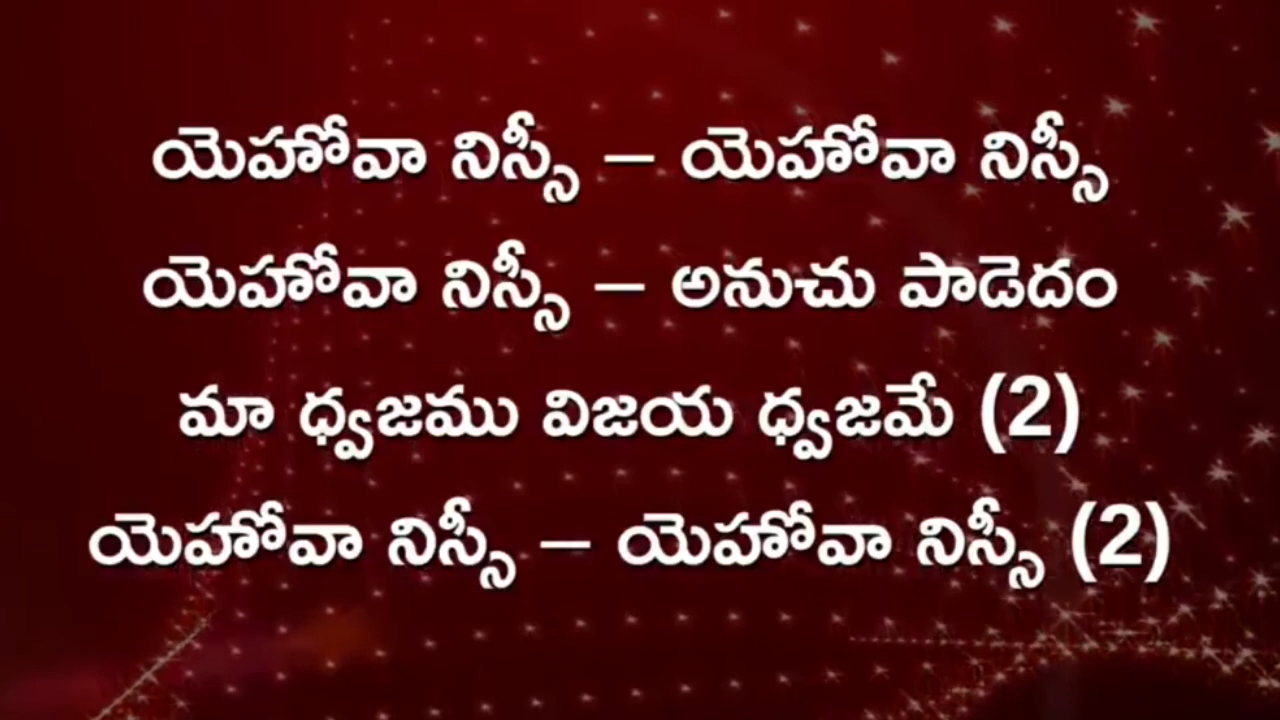 యెహోవా నిస్సీ – యెహోవా నిస్సీ
యెహోవా నిస్సీ – అనుచు పాడెదం
మా ధ్వజము విజయ ధ్వజమే (2)
యెహోవా నిస్సీ – యెహోవా నిస్సీ (2)